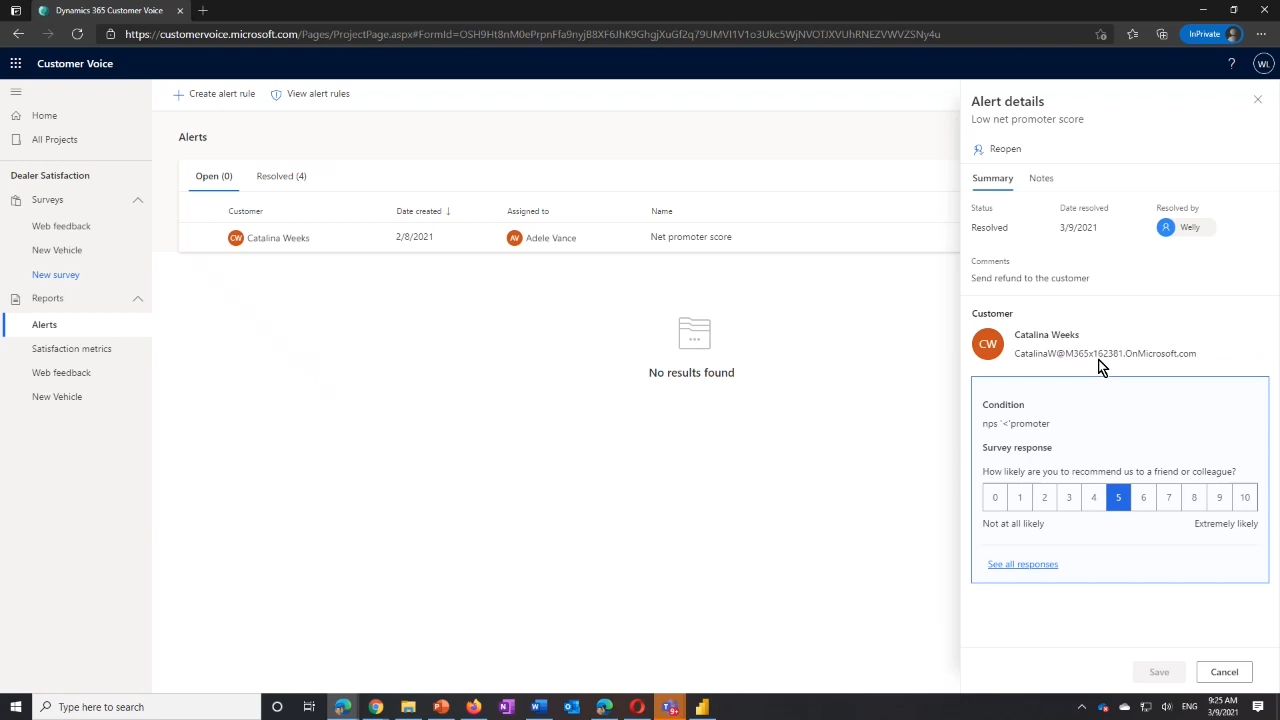 Dynamics 365 Customer Voice
https://customervoice.microsoft.com/Pages/ProjectPage.aspx#FormId=
InPrivate
Customer Voice
? WL
Home
All Projects
Dealer Satisfaction
Surveys
Web feedback
New Vehicle
New survey
Reports
Alerts
Satisfaction metrics
Web feedback
New Vehicle
Create alert rule View alert rules
Alerts
Open (0) Resolved (4)
Customer Date created ↓ Assigned to Name
CW Catalina Weeks 2/8/2021 AV Adele Vance Net promoter score
No results found
Alert details
Low net promoter score
Reopen
Summary Notes
Status Date resolved Resolved by
Resolved 3/9/2021 Welly
Comments
Send refund to the customer
Customer
CW Catalina Weeks
CatalinaW@M365x162381.OnMicrosoft.com
Condition
nps '<'promoter
Survey response
How likely are you to recommend us to a friend or colleague?
0 1 2 3 4 5 6 7 8 9 10
Not at all likely Extremely likely
See all responses
Save Cancel
Type here to search
ENG
9:25 AM
3/9/2021